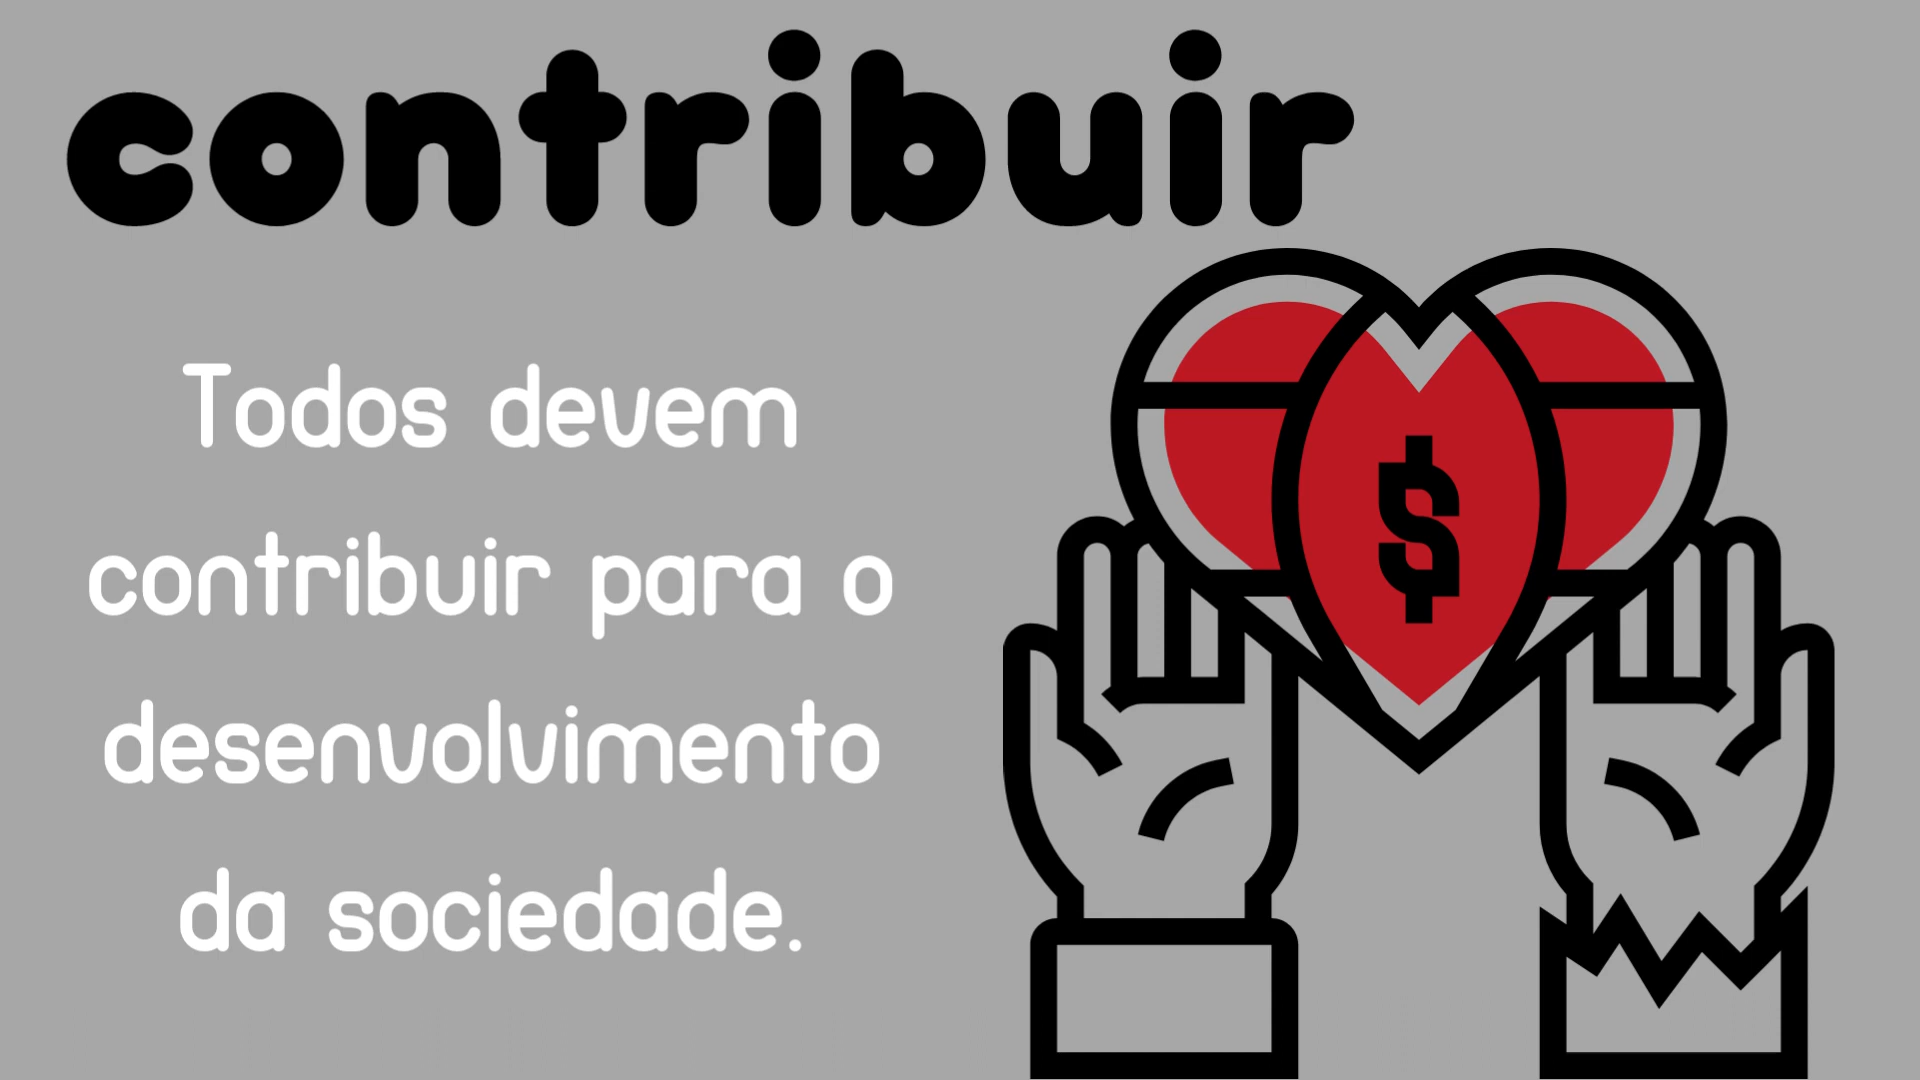 contribuir
Todos devem
contribuir para o
desenvolvimento
da sociedade.
$